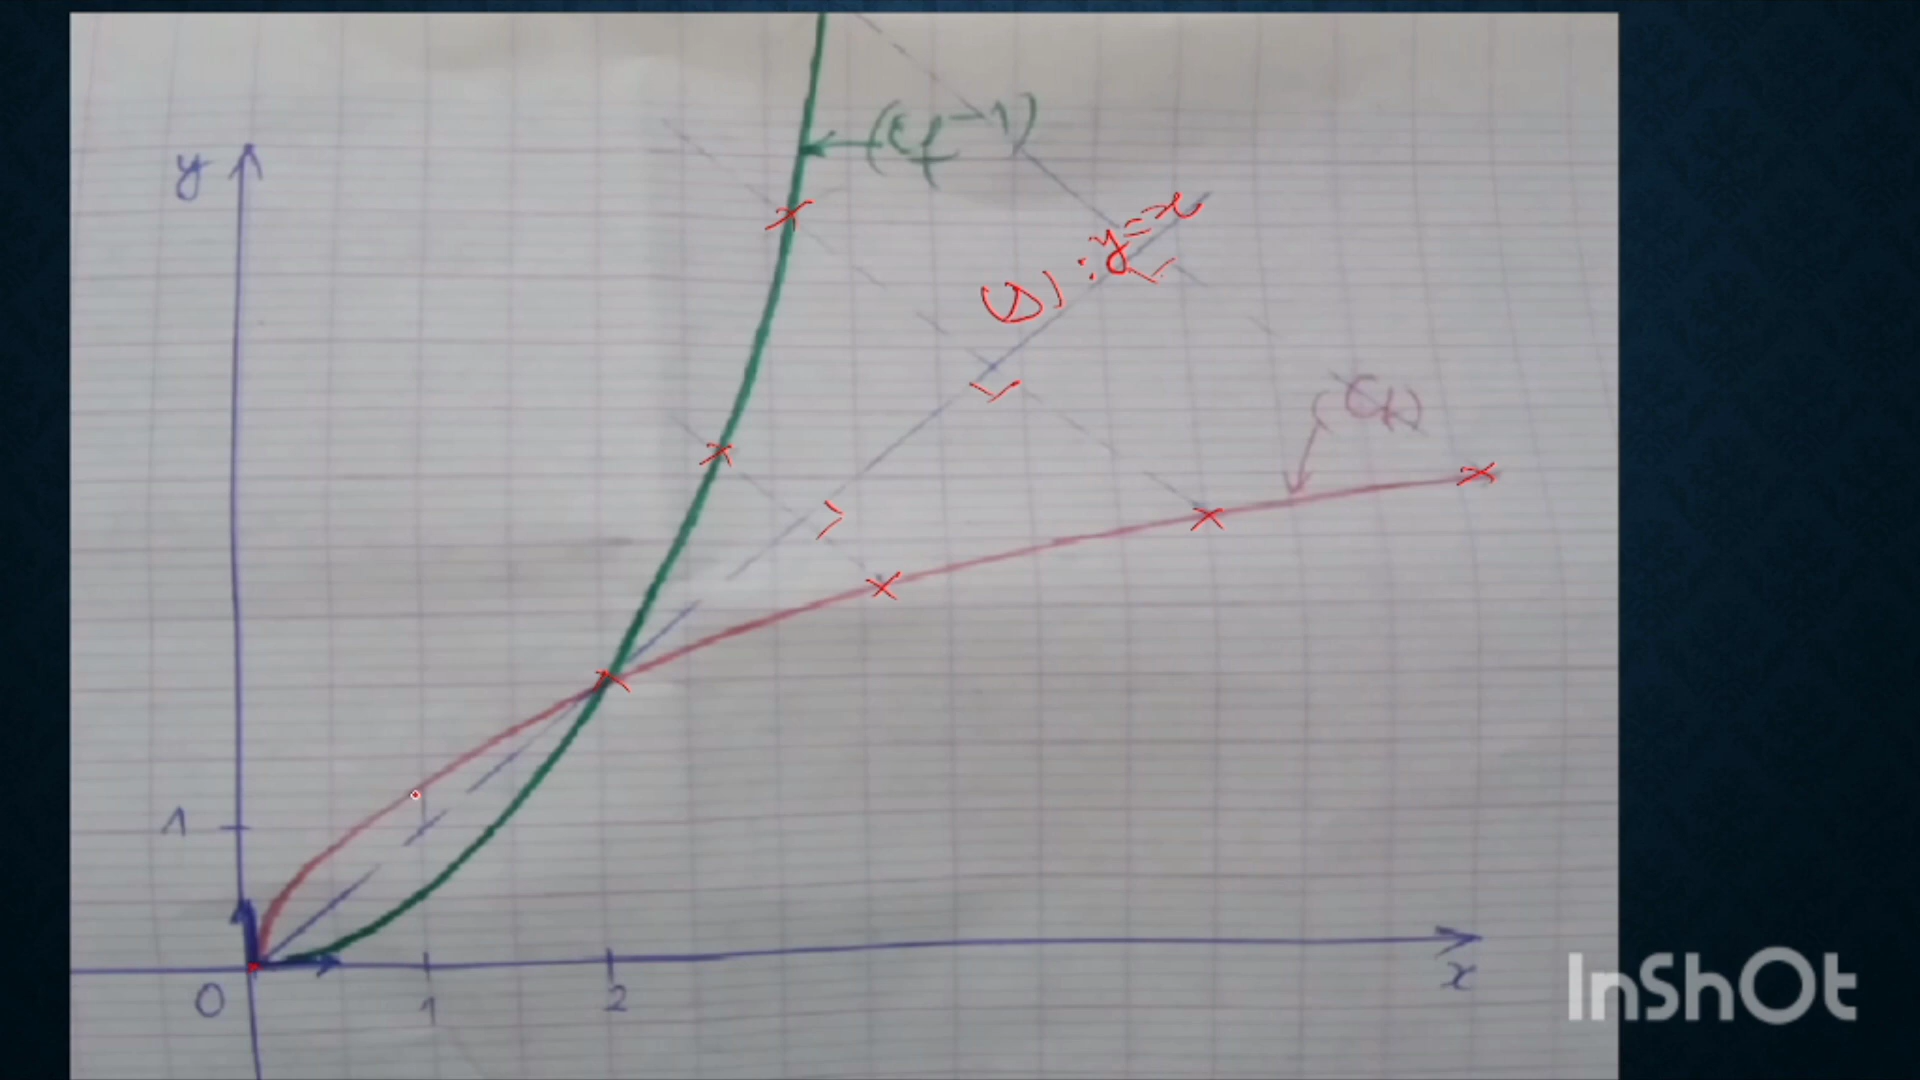 (Cf⁻¹)
y
(Δ) : y = x
(Cf)
1
0
1
2
x
InShOt